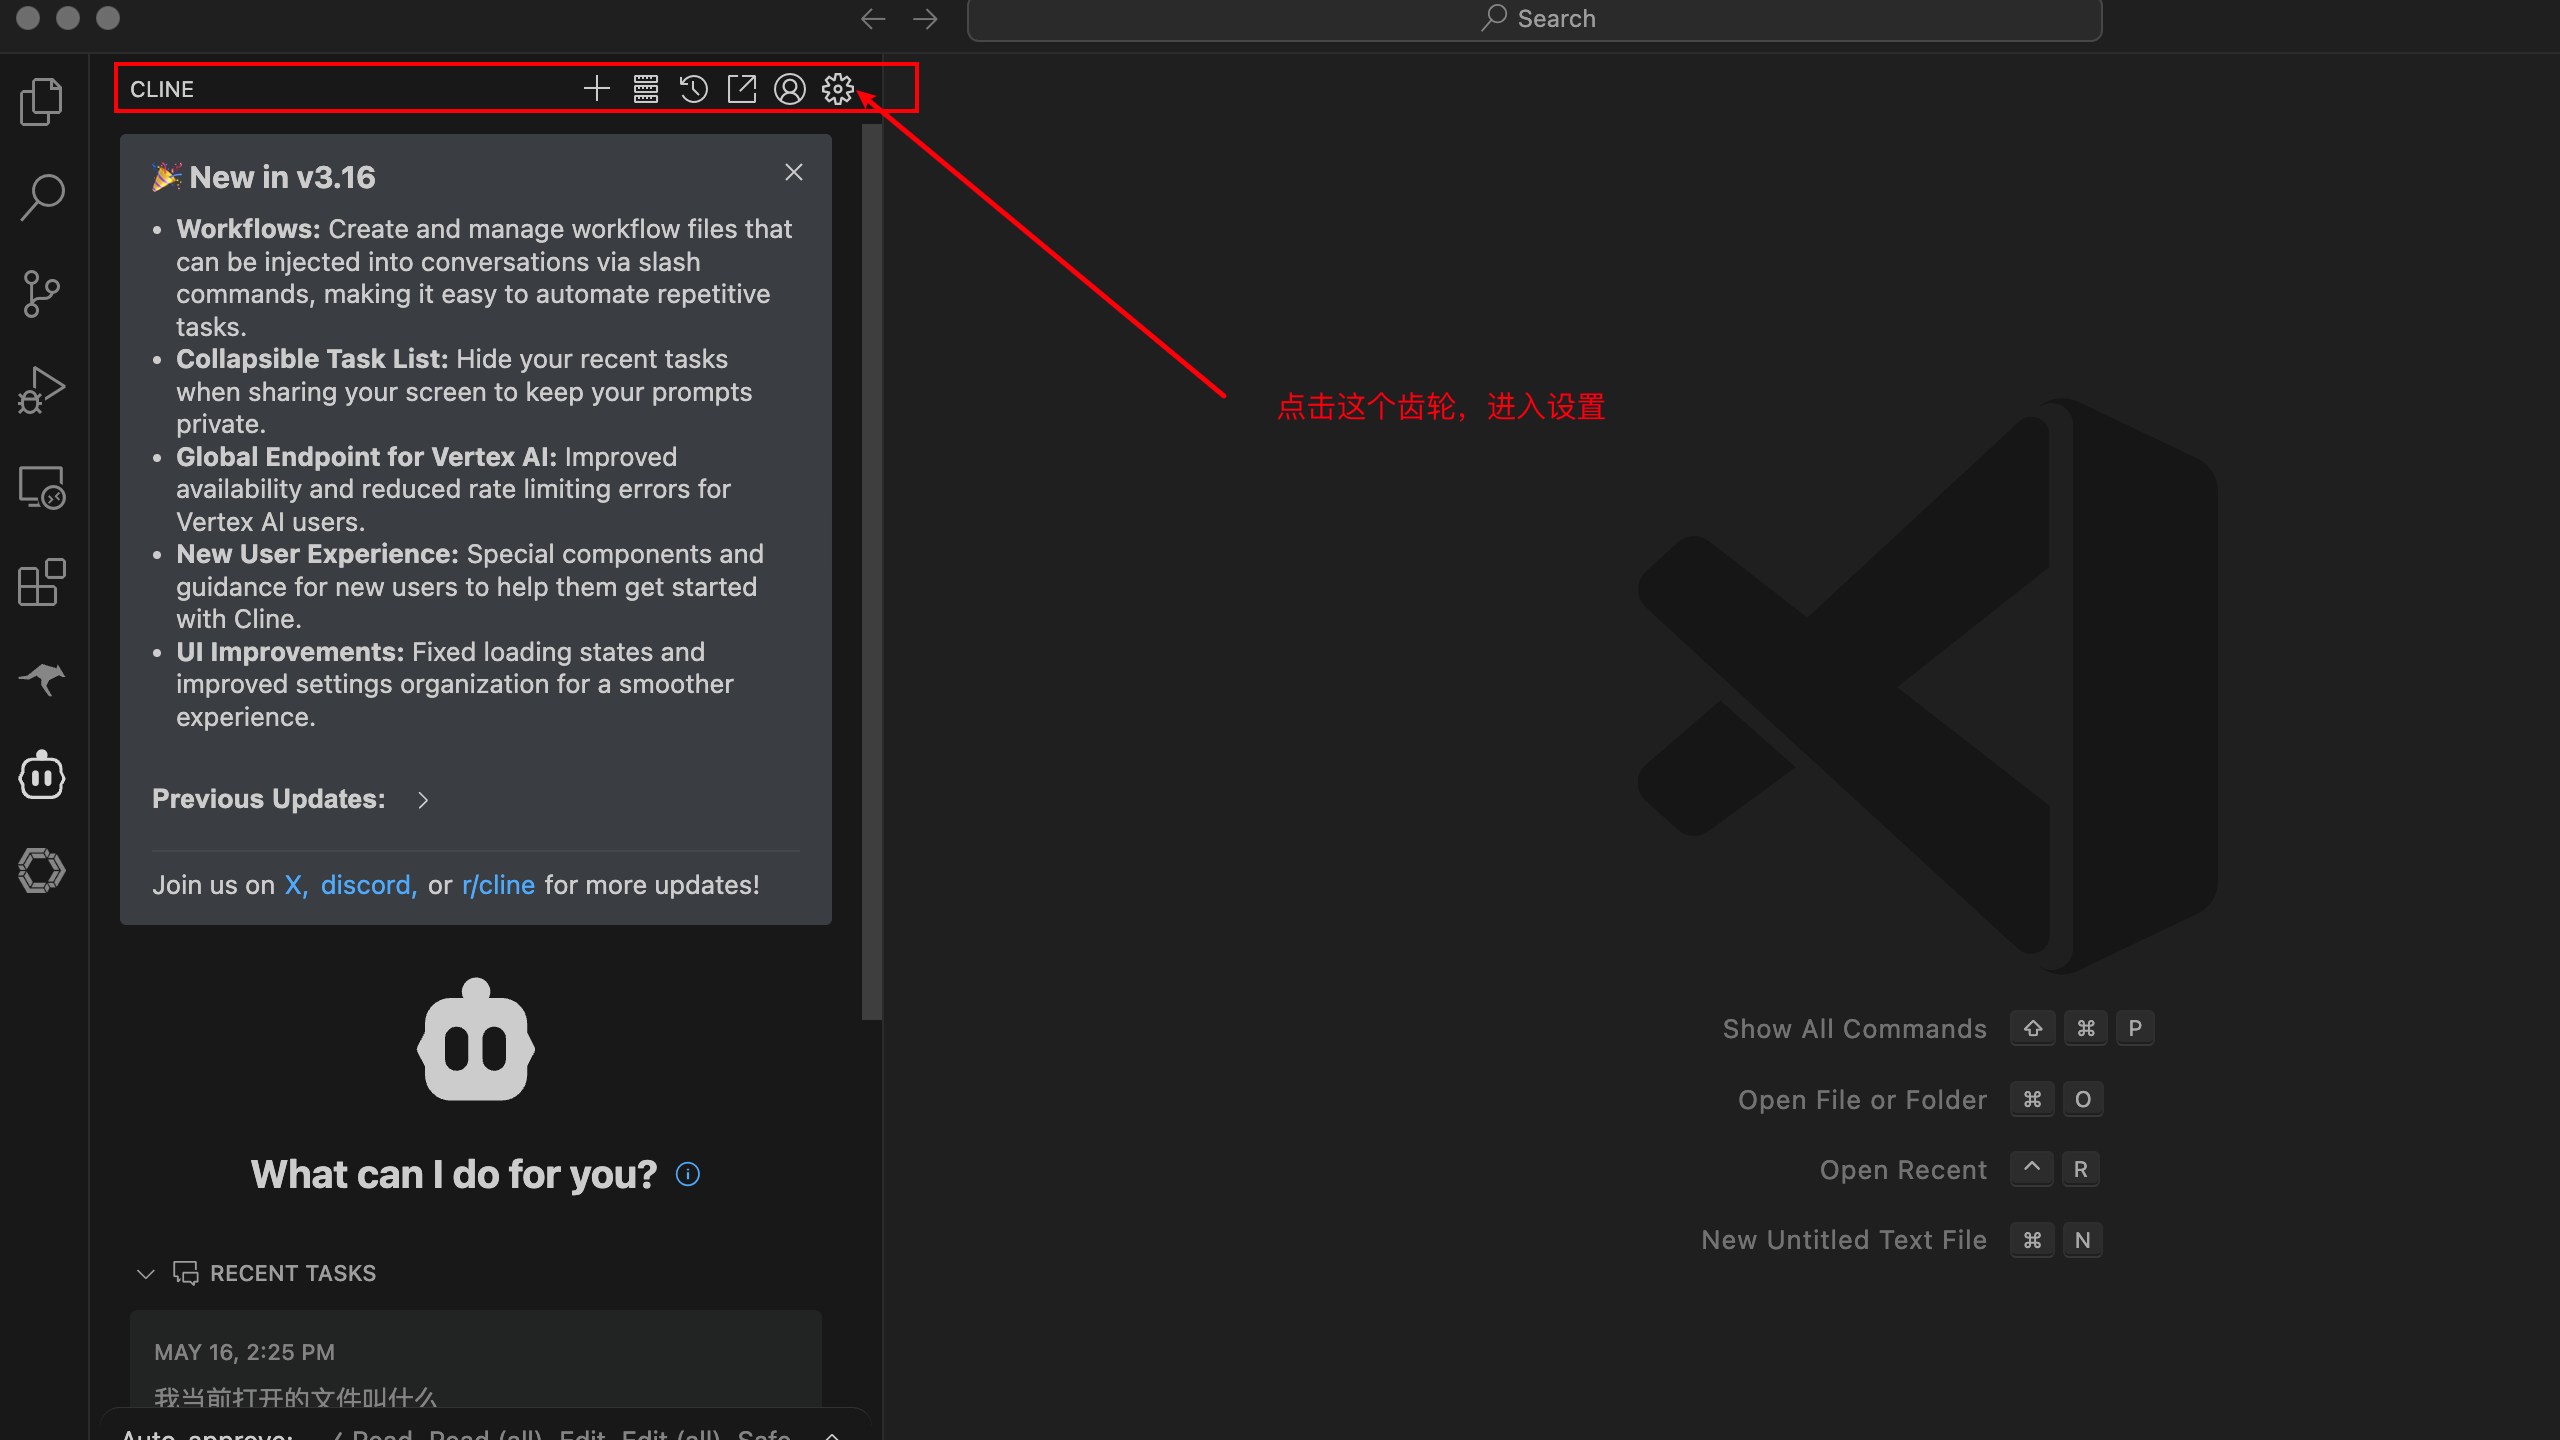 Search
CLINE
New in v3.16
• Workflows: Create and manage workflow files that
can be injected into conversations via slash
commands, making it easy to automate repetitive
tasks.
• Collapsible Task List: Hide your recent tasks
when sharing your screen to keep your prompts
private.
• Global Endpoint for Vertex AI: Improved
availability and reduced rate limiting errors for
Vertex AI users.
• New User Experience: Special components and
guidance for new users to help them get started
with Cline.
• UI Improvements: Fixed loading states and
improved settings organization for a smoother
experience.
Previous Updates:
Join us on X, discord, or r/cline for more updates!
What can I do for you?
RECENT TASKS
MAY 16, 2:25 PM
我当前打开的文件叫什么
Auto-approve: ✓ Read, Read (all), Edit, Edit (all), Safe
点击这个齿轮，进入设置
Show All Commands ⇧ ⌘ P
Open File or Folder ⌘ O
Open Recent ^ R
New Untitled Text File ⌘ N